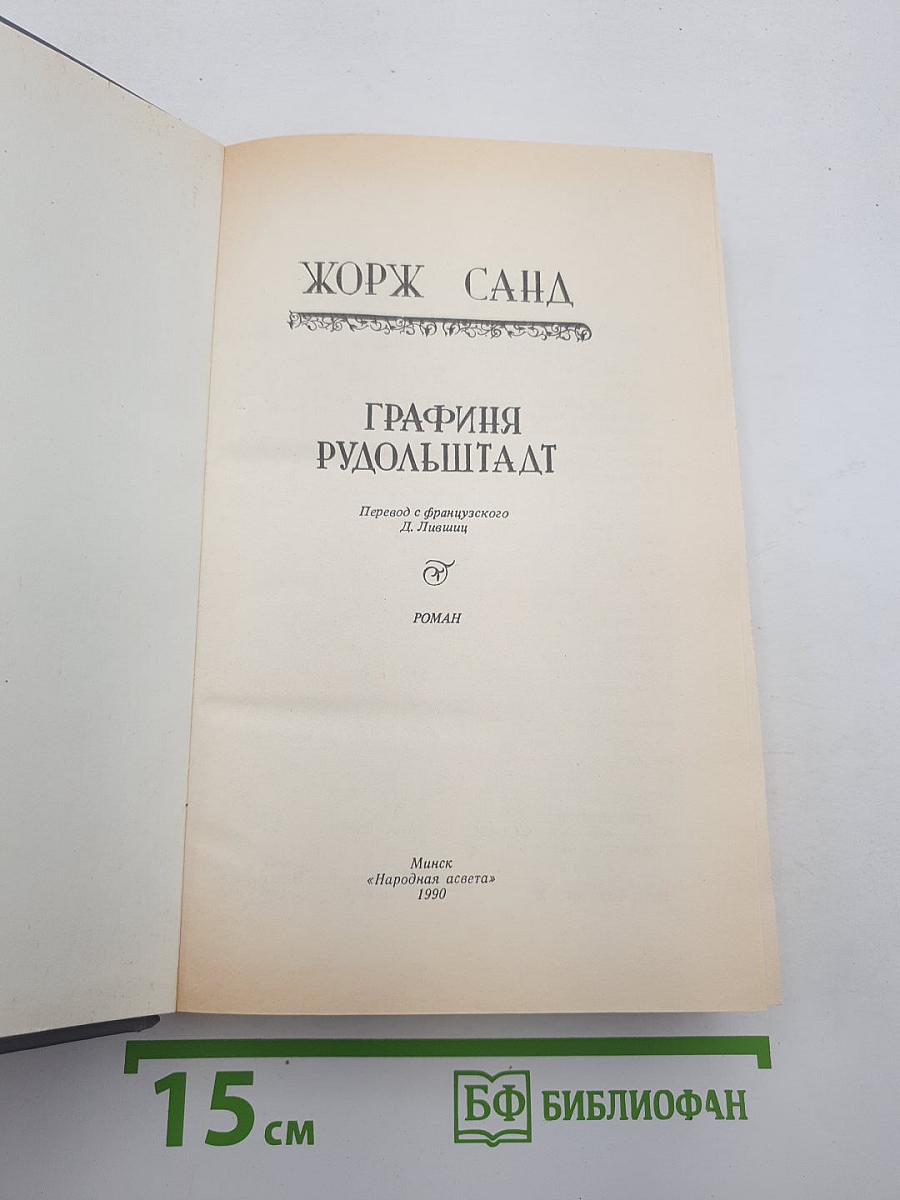 ЖОРЖ САНД
ГРАФИНЯ
РУДОЛЬШТАДТ
Перевод с французского
Д. Лившиц
РОМАН
Минск
«Народная асвета»
1990
15 см
БФ БИБЛИОФАН